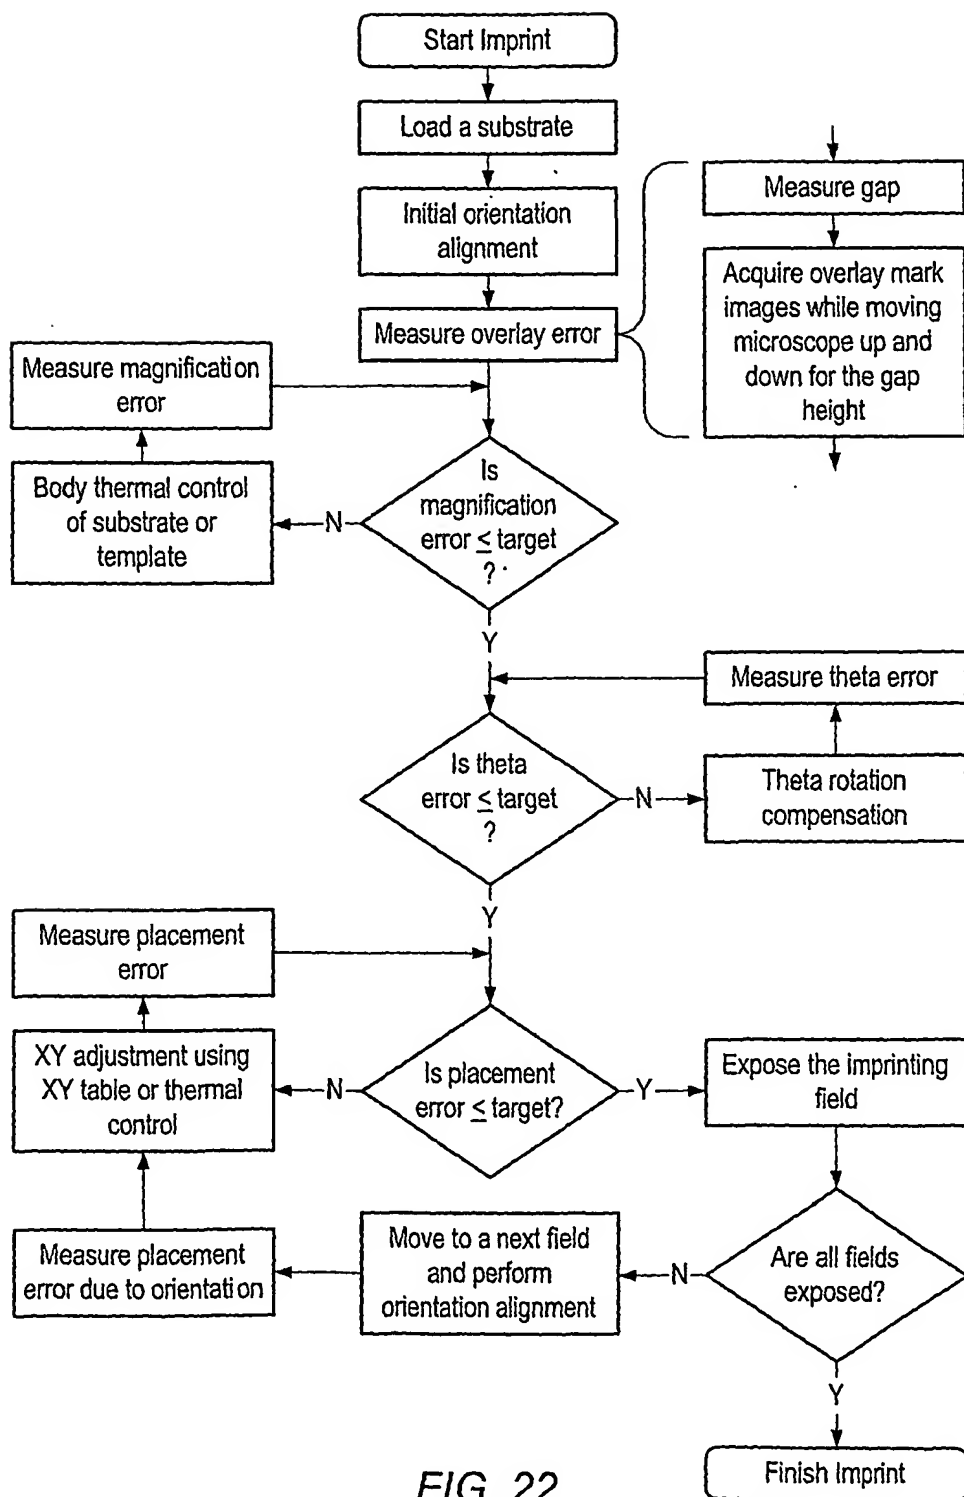 Start Imprint
Load a substrate
Initial orientation
alignment
Measure overlay error
Measure gap
Acquire overlay mark
images while moving
microscope up and
down for the gap
height
Measure magnification
error
Body thermal control
of substrate or
template
N
Is
magnification
error ≤ target
?
Y
Measure theta error
Is theta
error ≤ target
?
N
Theta rotation
compensation
Y
Measure placement
error
XY adjustment using
XY table or thermal
control
N
Is placement
error ≤ target?
Y
Expose the imprinting
field
Measure placement
error due to orientation
Move to a next field
and perform
orientation alignment
N
Are all fields
exposed?
Y
Finish Imprint
FIG. 22